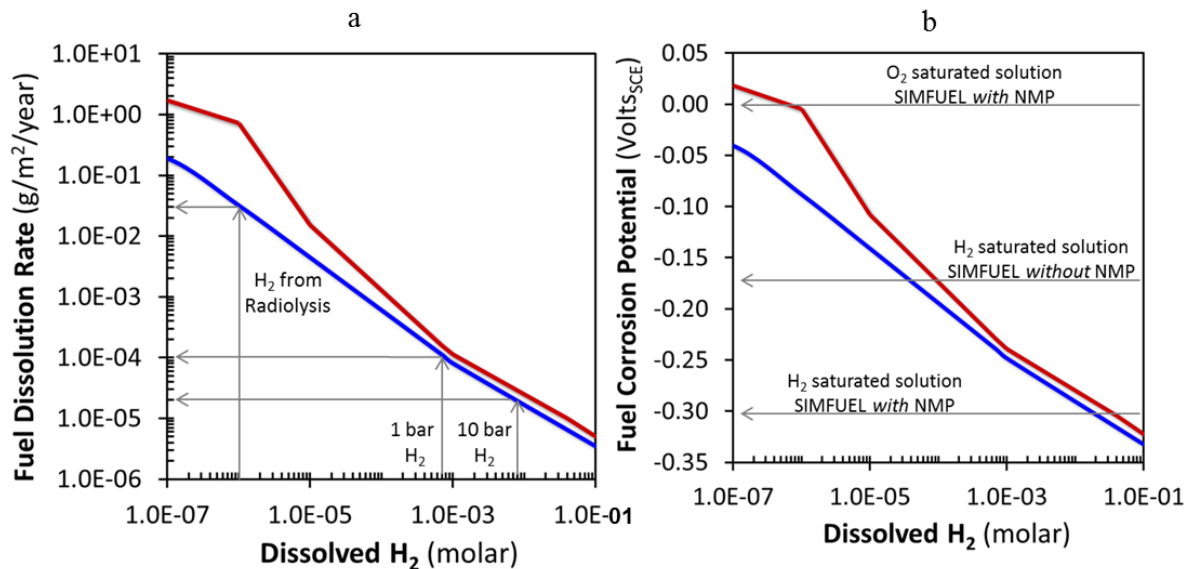 a
1.0E+01
1.0E+00
1.0E-01
1.0E-02
1.0E-03
1.0E-04
1.0E-05
1.0E-06
Fuel Dissolution Rate (g/m²/year)
H₂ from
Radiolysis
1 bar
H₂
10 bar
H₂
1.0E-07
1.0E-05
1.0E-03
1.0E-01
Dissolved H₂ (molar)
b
0.05
0.00
-0.05
-0.10
-0.15
-0.20
-0.25
-0.30
-0.35
Fuel Corrosion Potential (Volts_SCE)
O₂ saturated solution
SIMFUEL with NMP
H₂ saturated solution
SIMFUEL without NMP
H₂ saturated solution
SIMFUEL with NMP
1.0E-07
1.0E-05
1.0E-03
1.0E-01
Dissolved H₂ (molar)